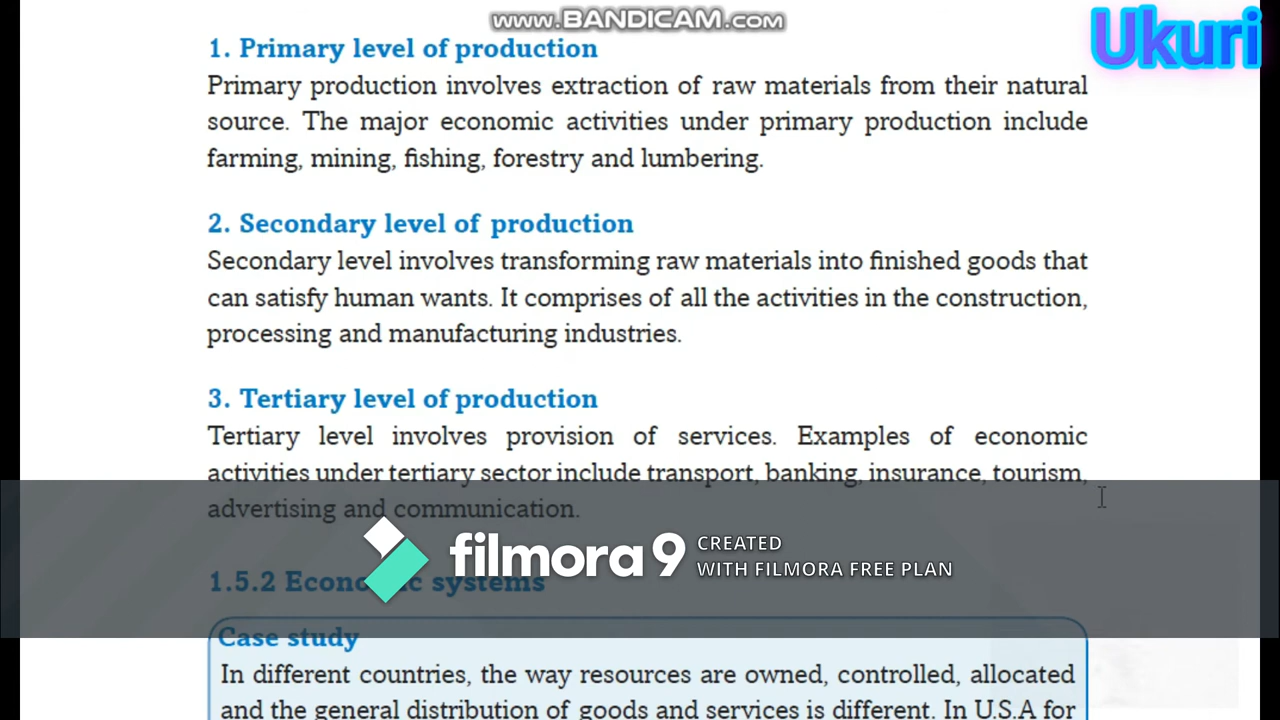 www.BANDICAM.com
Ukuri
1. Primary level of production
Primary production involves extraction of raw materials from their natural
source. The major economic activities under primary production include
farming, mining, fishing, forestry and lumbering.
2. Secondary level of production
Secondary level involves transforming raw materials into finished goods that
can satisfy human wants. It comprises of all the activities in the construction,
processing and manufacturing industries.
3. Tertiary level of production
Tertiary level involves provision of services. Examples of economic
activities under tertiary sector include transport, banking, insurance, tourism,
advertising and communication.
filmora 9
CREATED
WITH FILMORA FREE PLAN
1.5.2 Economic systems
Case study
In different countries, the way resources are owned, controlled, allocated
and the general distribution of goods and services is different. In U.S.A for